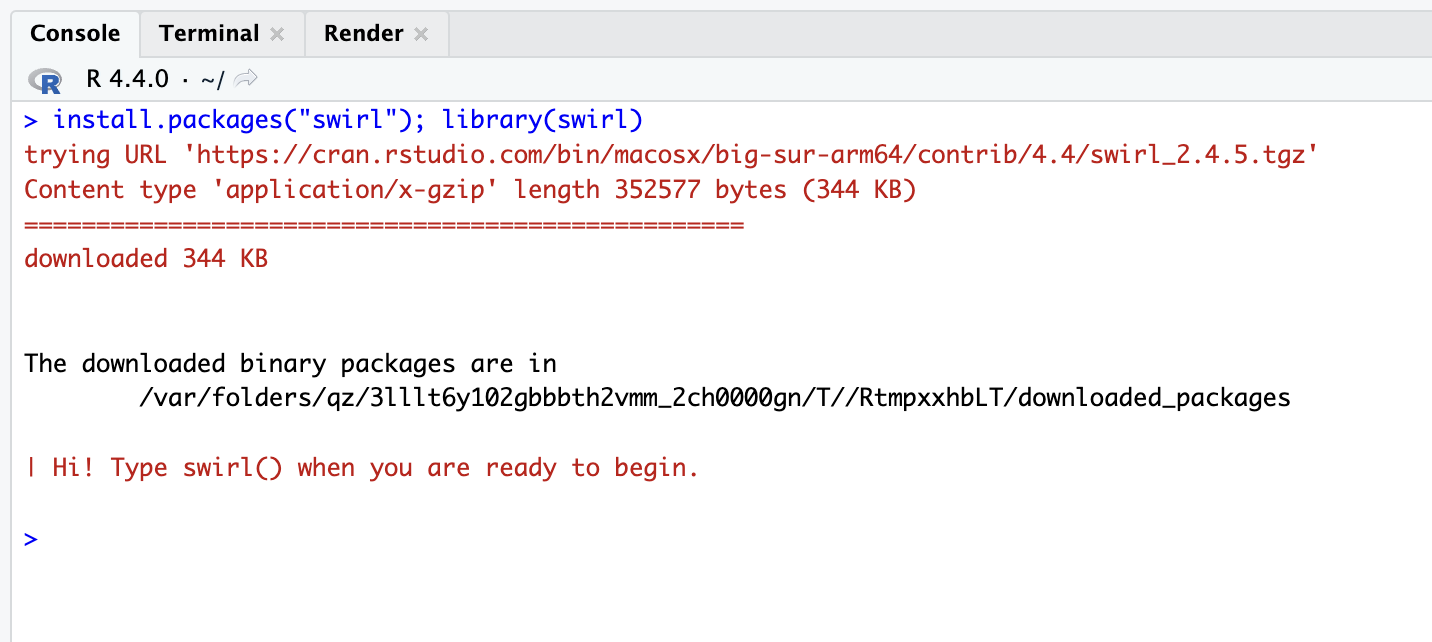 Console Terminal Render
R R 4.4.0 · ~/
> install.packages("swirl"); library(swirl)
trying URL 'https://cran.rstudio.com/bin/macosx/big-sur-arm64/contrib/4.4/swirl_2.4.5.tgz'
Content type 'application/x-gzip' length 352577 bytes (344 KB)
==================================================
downloaded 344 KB
The downloaded binary packages are in
/var/folders/qz/3lllt6y102gbbbth2vmm_2ch0000gn/T//RtmpxxhbLT/downloaded_packages
| Hi! Type swirl() when you are ready to begin.
>